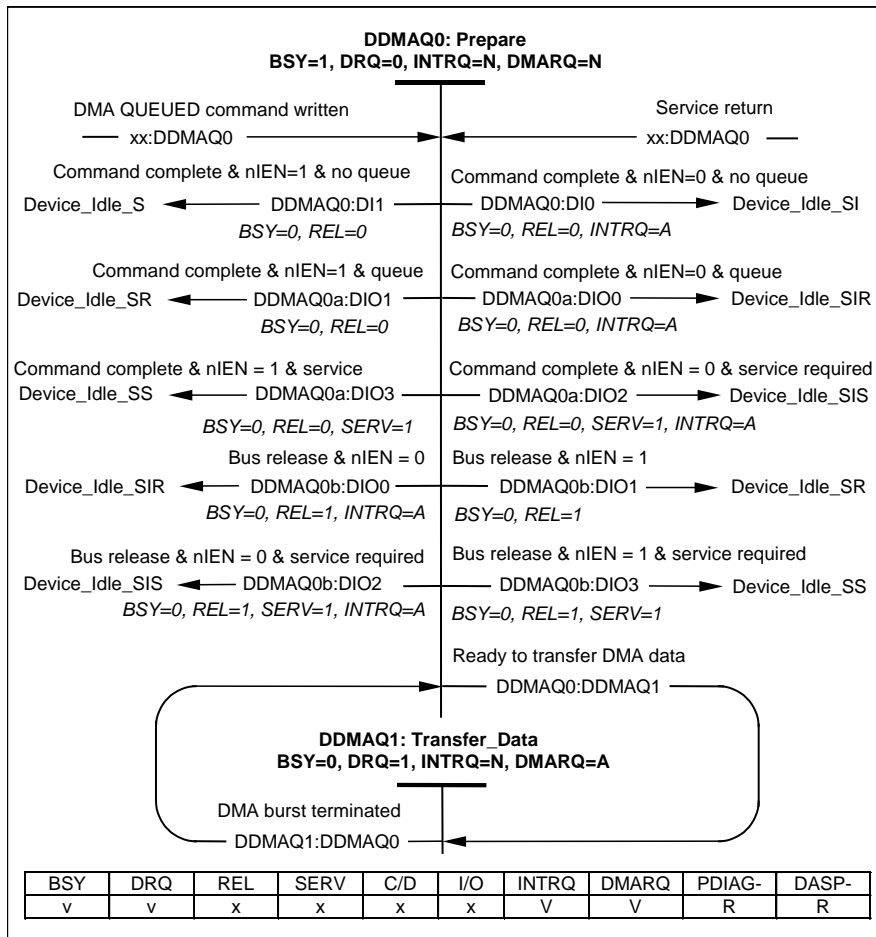 DDMAQ0: Prepare
BSY=1, DRQ=0, INTRQ=N, DMARQ=N
DMA QUEUED command written
Service return
xx:DDMAQ0
xx:DDMAQ0
Command complete & nIEN=1 & no queue
Command complete & nIEN=0 & no queue
Device_Idle_S
DDMAQ0:DI1
DDMAQ0:DI0
Device_Idle_SI
BSY=0, REL=0
BSY=0, REL=0, INTRQ=A
Command complete & nIEN=1 & queue
Command complete & nIEN=0 & queue
Device_Idle_SR
DDMAQ0a:DIO1
DDMAQ0a:DIO0
Device_Idle_SIR
BSY=0, REL=0
BSY=0, REL=0, INTRQ=A
Command complete & nIEN = 1 & service
Command complete & nIEN = 0 & service required
Device_Idle_SS
DDMAQ0a:DIO3
DDMAQ0a:DIO2
Device_Idle_SIS
BSY=0, REL=0, SERV=1
BSY=0, REL=0, SERV=1, INTRQ=A
Bus release & nIEN = 0
Bus release & nIEN = 1
Device_Idle_SIR
DDMAQ0b:DIO0
DDMAQ0b:DIO1
Device_Idle_SR
BSY=0, REL=1, INTRQ=A
BSY=0, REL=1
Bus release & nIEN = 0 & service required
Bus release & nIEN = 1 & service required
Device_Idle_SIS
DDMAQ0b:DIO2
DDMAQ0b:DIO3
Device_Idle_SS
BSY=0, REL=1, SERV=1, INTRQ=A
BSY=0, REL=1, SERV=1
Ready to transfer DMA data
DDMAQ0:DDMAQ1
DDMAQ1: Transfer_Data
BSY=0, DRQ=1, INTRQ=N, DMARQ=A
DMA burst terminated
DDMAQ1:DDMAQ0
BSY DRQ REL SERV C/D I/O INTRQ DMARQ PDIAG- DASP-
v v x x x x V V R R